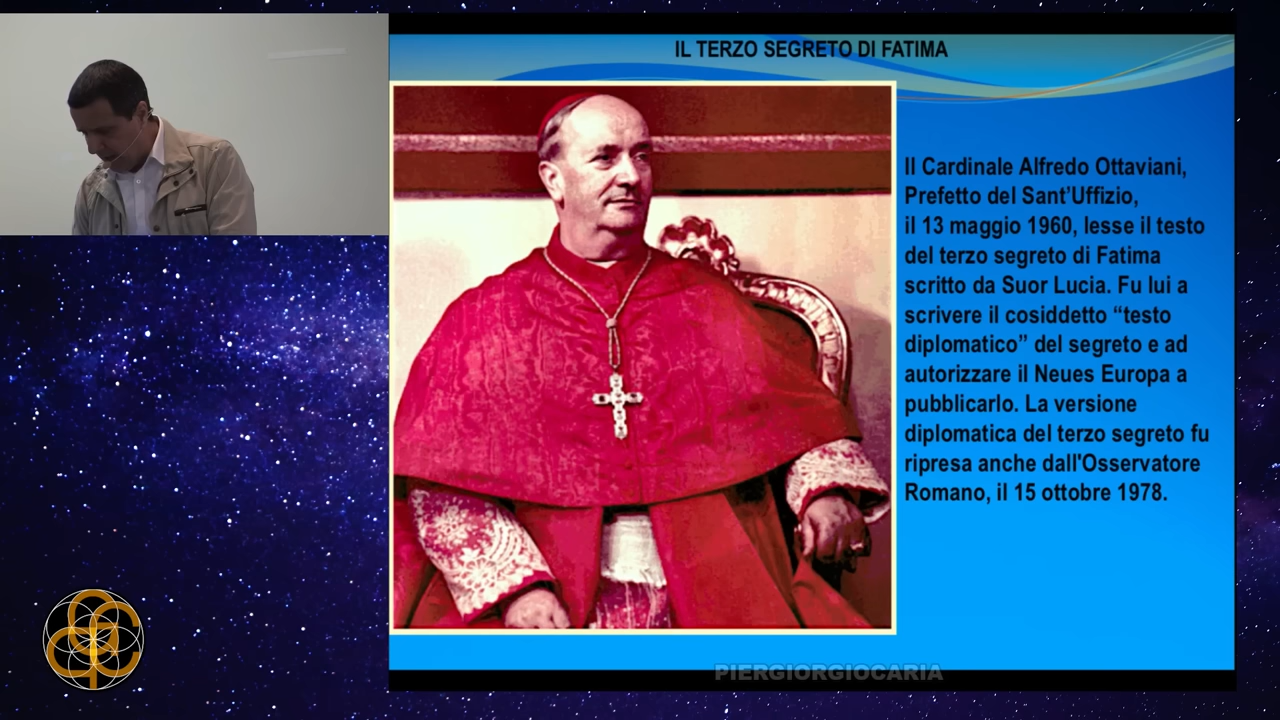 IL TERZO SEGRETO DI FATIMA
Il Cardinale Alfredo Ottaviani,
Prefetto del Sant’Uffizio,
il 13 maggio 1960, lesse il testo
del terzo segreto di Fatima
scritto da Suor Lucia. Fu lui a
scrivere il cosiddetto “testo
diplomatico” del segreto e ad
autorizzare il Neues Europa a
pubblicarlo. La versione
diplomatica del terzo segreto fu
ripresa anche dall'Osservatore
Romano, il 15 ottobre 1978.
PIERGIORGIOCARIA